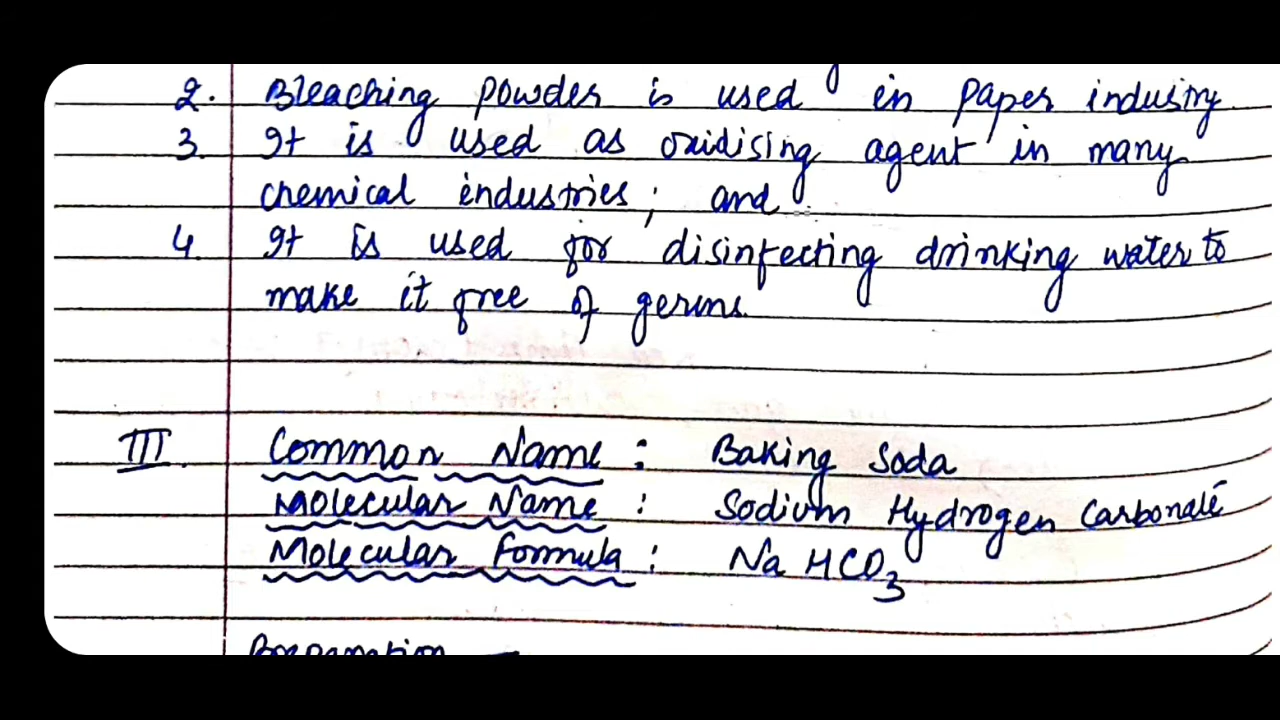 2. Bleaching powder is used in paper industry
3. It is used as oxidising agent in many
chemical industries; and
4. It is used for disinfecting drinking water to
make it free of germs.
III. Common Name : Baking Soda
Molecular Name : Sodium Hydrogen Carbonate
Molecular Formula : NaHCO₃
Preparation